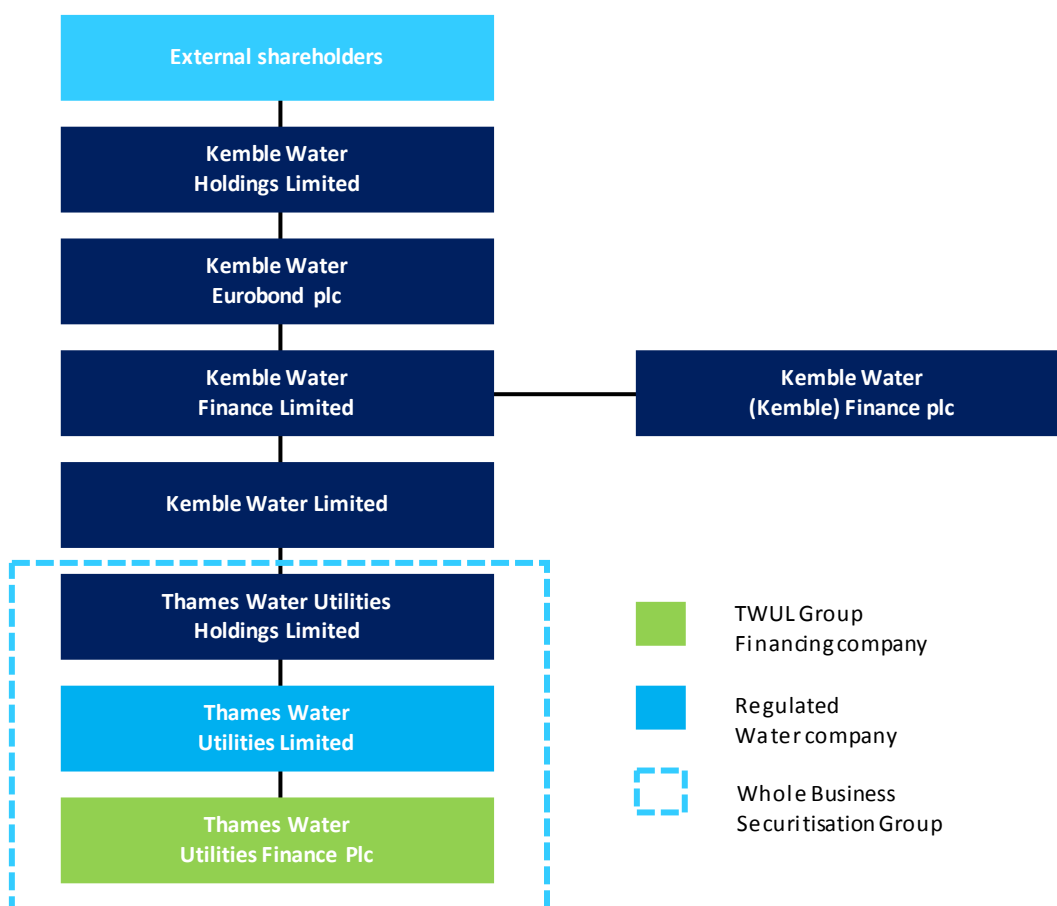 External shareholders
Kemble Water
Holdings Limited
Kemble Water
Eurobond plc
Kemble Water
Finance Limited
Kemble Water
(Kemble) Finance plc
Kemble Water Limited
Thames Water Utilities
Holdings Limited
Thames Water
Utilities Limited
Thames Water
Utilities Finance Plc
TWUL Group
Financing company
Regulated
Water company
Whole Business
Securitisation Group